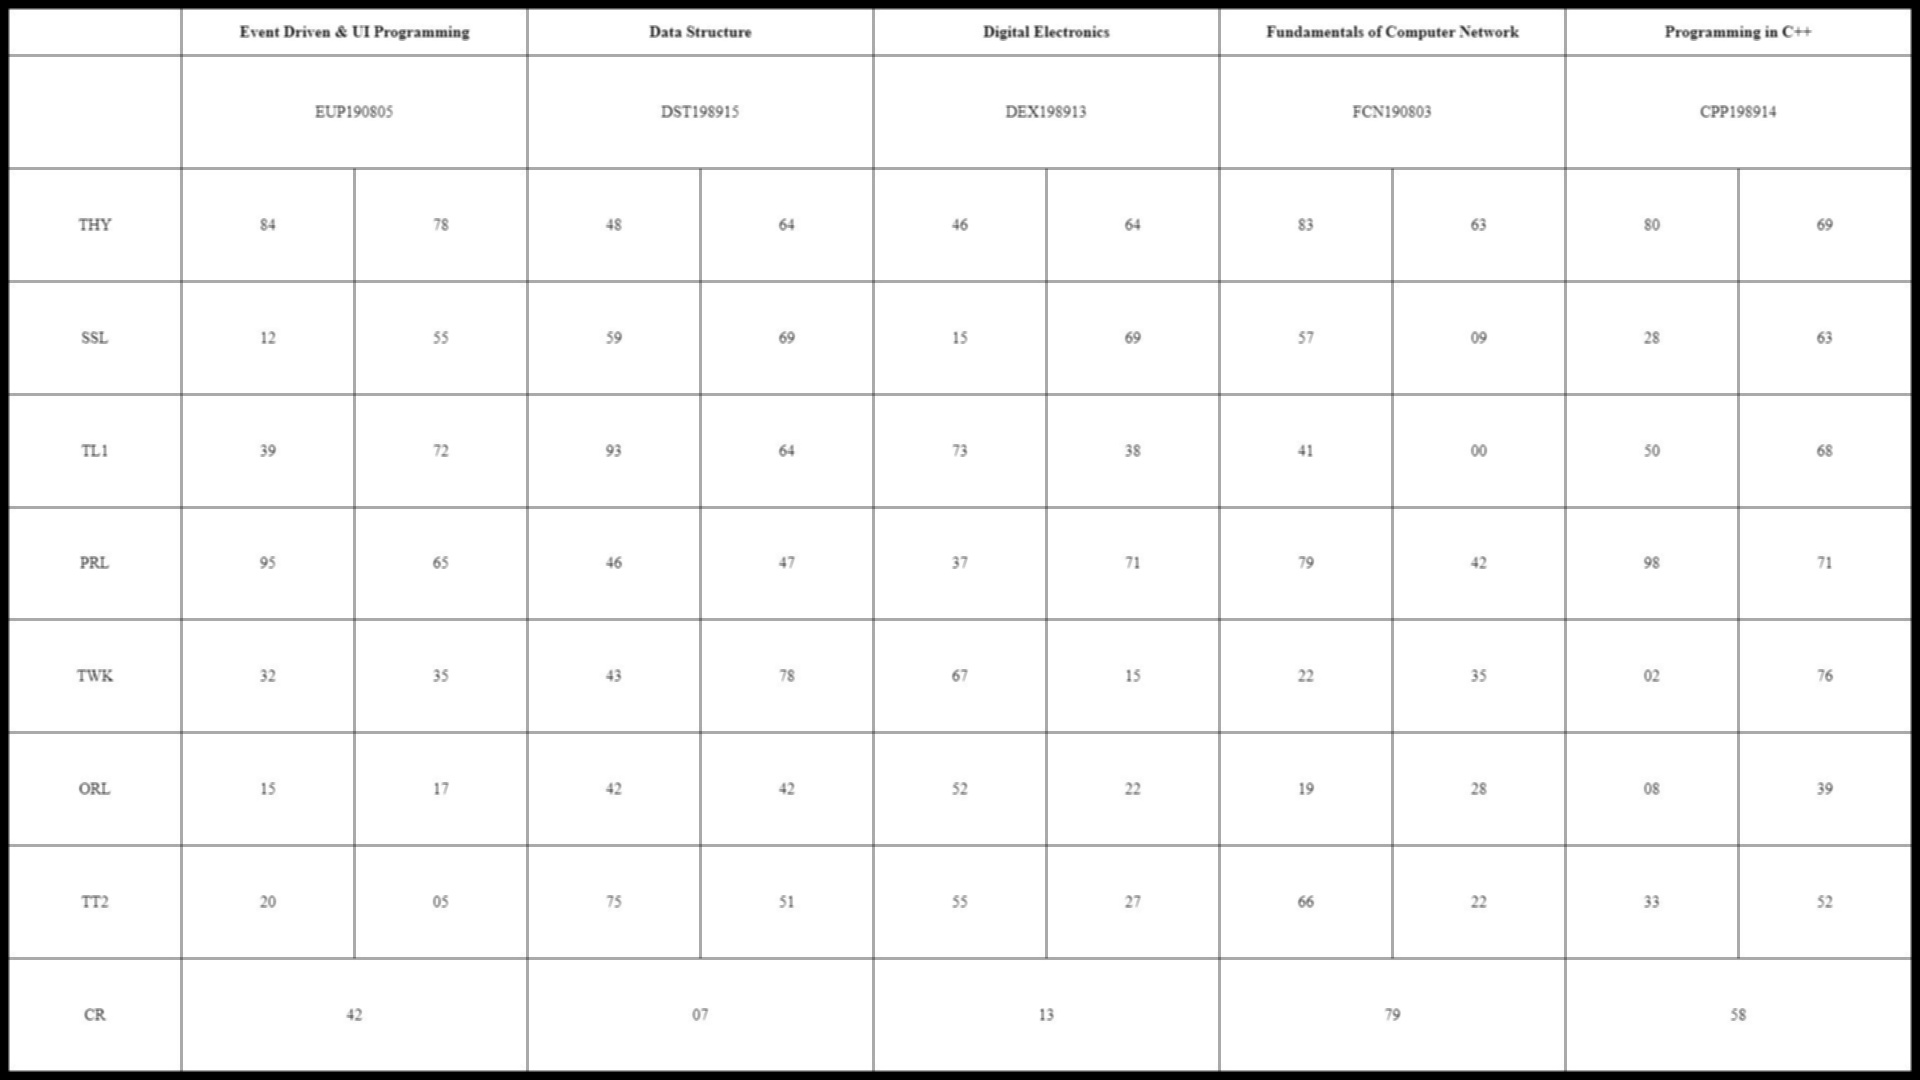 Event Driven & UI Programming Data Structure Digital Electronics Fundamentals of Computer Network Programming in C++
EUP190805 DST198915 DEX198913 FCN190803 CPP198914
THY 84 78 48 64 46 64 83 63 80 69
SSL 12 55 59 69 15 69 57 09 28 63
TL1 39 72 93 64 73 38 41 00 50 68
PRL 95 65 46 47 37 71 79 42 98 71
TWK 32 35 43 78 67 15 22 35 02 76
ORL 15 17 42 42 52 22 19 28 08 39
TT2 20 05 75 51 55 27 66 22 33 52
CR 42 07 13 79 58